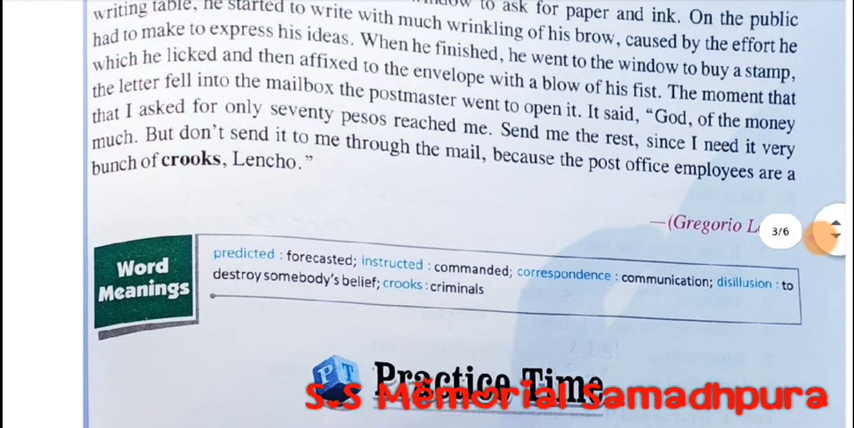 window to ask for paper and ink. On the public
writing table, he started to write with much wrinkling of his brow, caused by the effort he
had to make to express his ideas. When he finished, he went to the window to buy a stamp,
which he licked and then affixed to the envelope with a blow of his fist. The moment that
the letter fell into the mailbox the postmaster went to open it. It said, “God, of the money
that I asked for only seventy pesos reached me. Send me the rest, since I need it very
much. But don’t send it to me through the mail, because the post office employees are a
bunch of crooks, Lencho.”
—(Gregorio
3/6
Word
Meanings
predicted : forecasted; instructed : commanded; correspondence : communication; disillusion : to
destroy somebody’s belief; crooks : criminals
PT
Practice Time
S.S Memorial Samadhpura